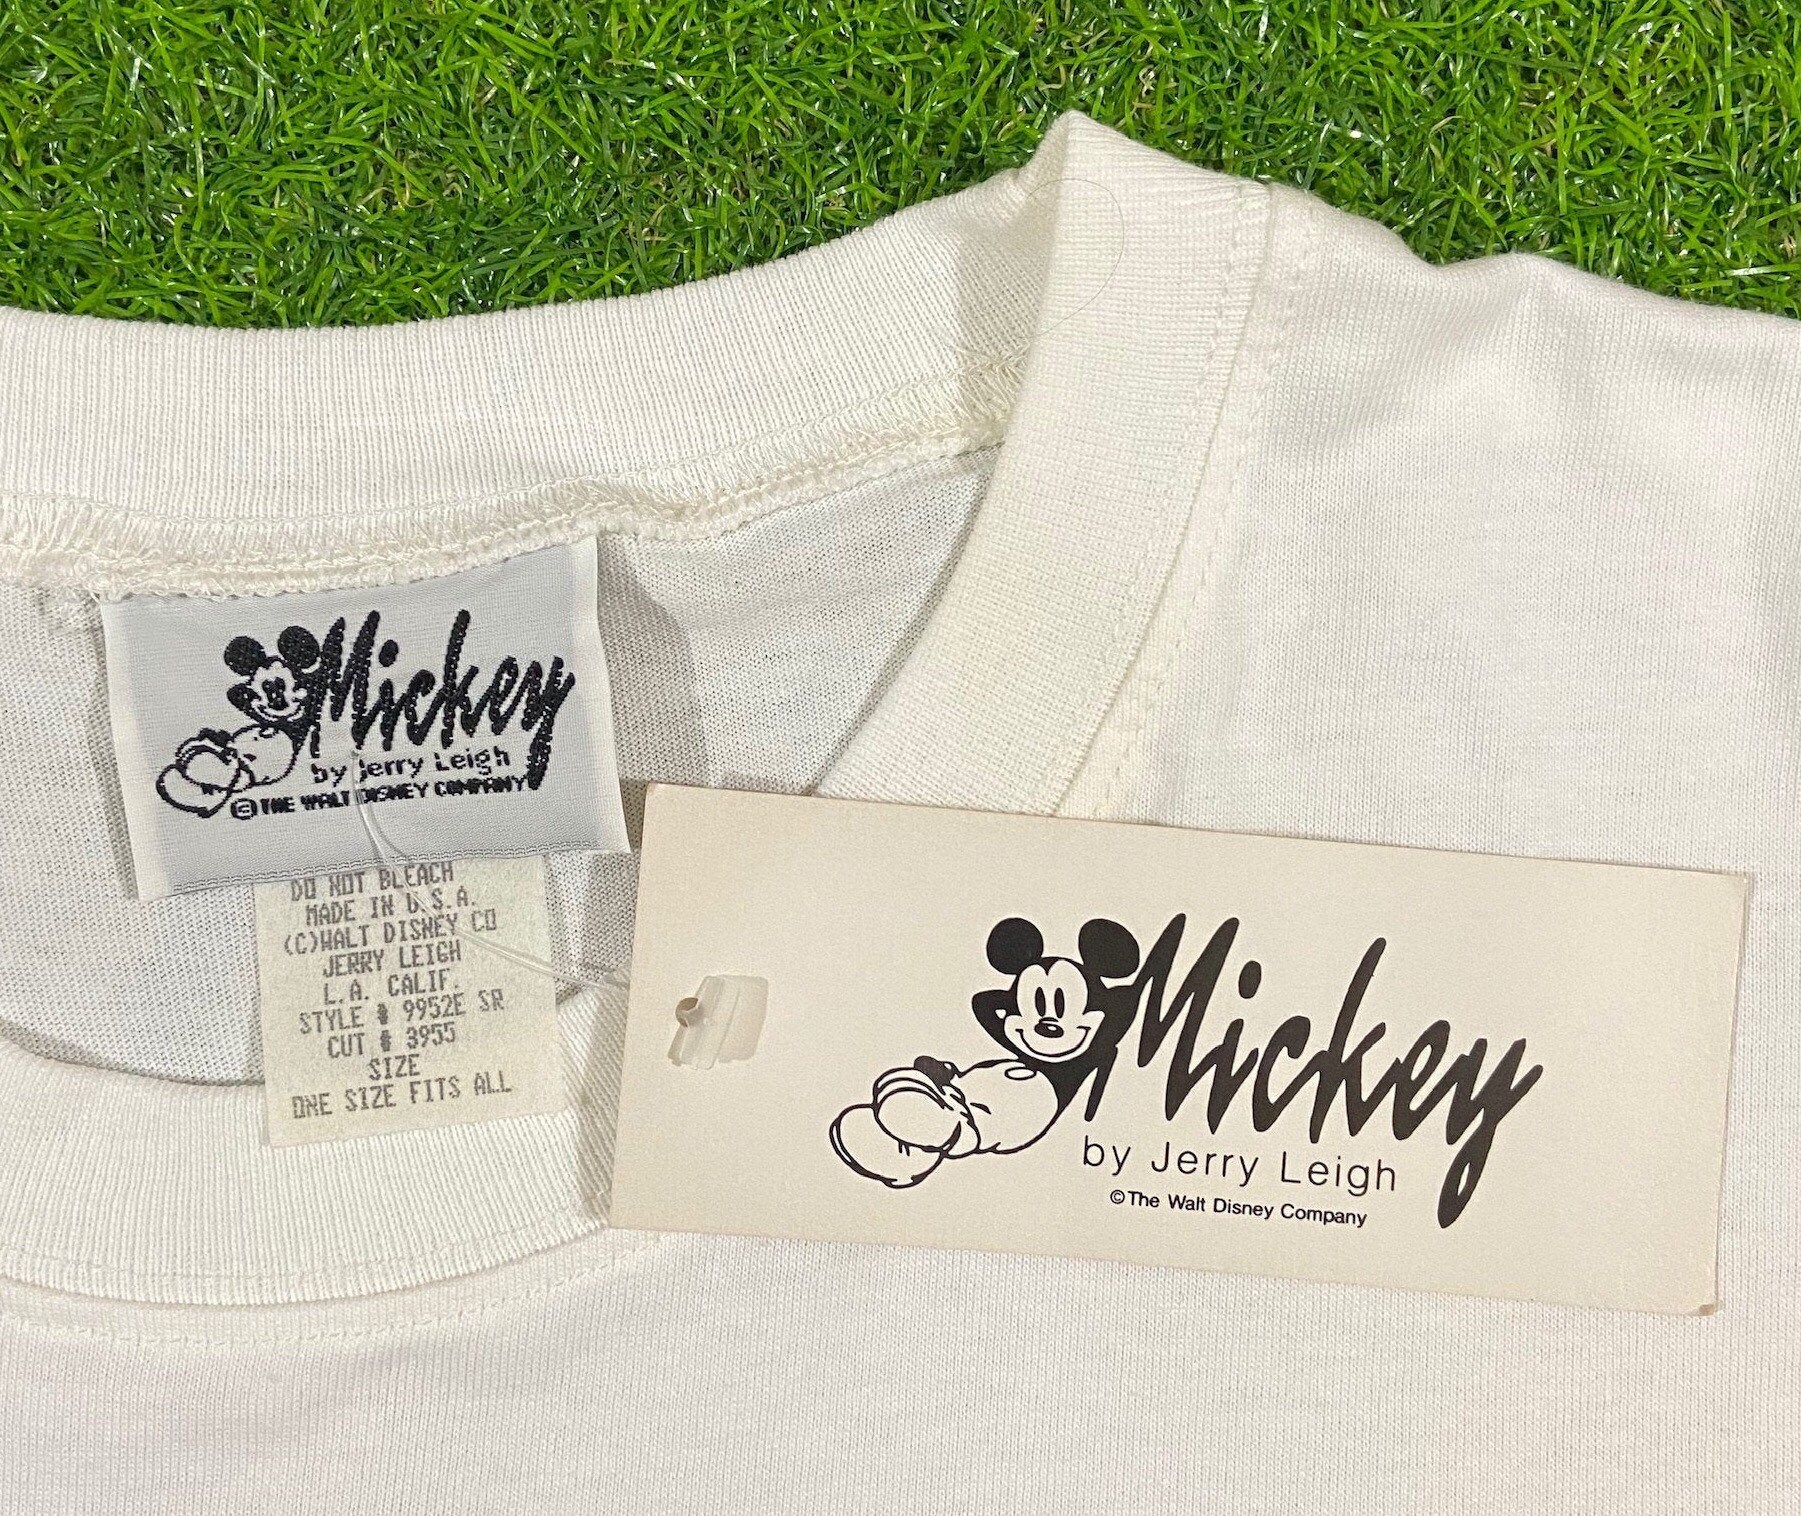 Mickey
by Jerry Leigh
© THE WALT DISNEY COMPANY
DO NOT BLEACH
MADE IN U.S.A.
(C)WALT DISNEY CO
JERRY LEIGH
L.A. CALIF.
STYLE # 9952E SR
CUT # 3955
SIZE
ONE SIZE FITS ALL
Mickey
by Jerry Leigh
©The Walt Disney Company